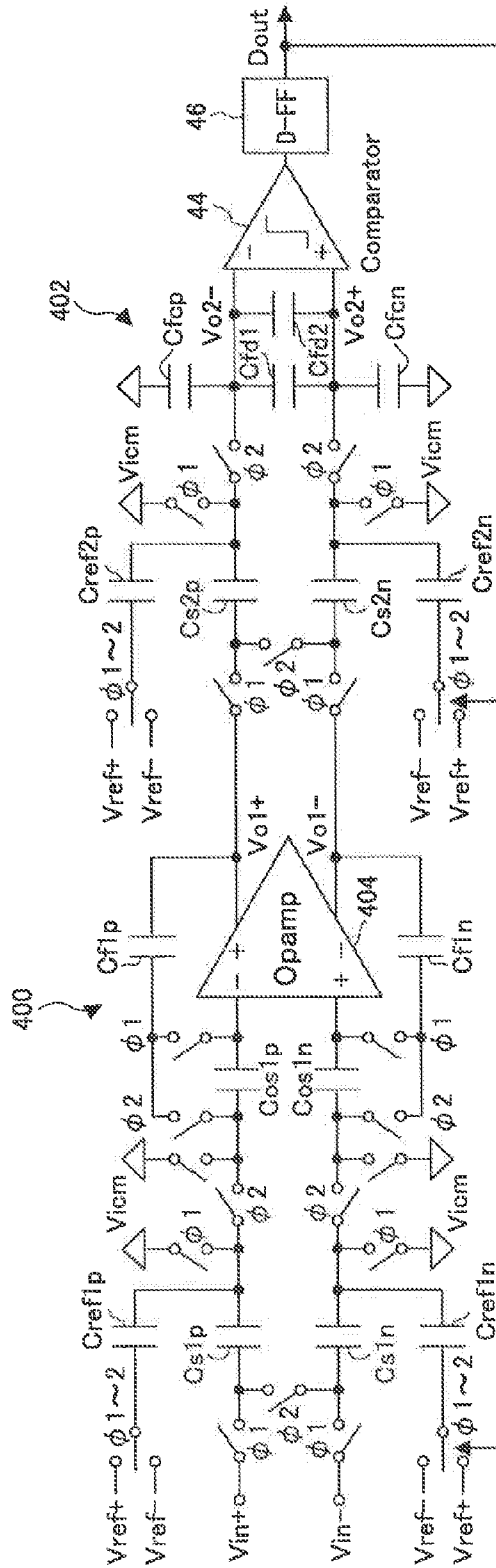 400
402
Vref+
Vref-
φ1~2
Cref1p
Vicm
φ1
φ2
φ1
Cf1p
Vref+
Vref-
φ1~2
Cref2p
Vicm
φ1
Cfcp
Vin+
φ1
Cs1p
φ2
Cos1p
Vo1+
φ1
Cs2p
φ2
Vo2-
44
46
φ2
Opamp
- +
+ -
φ2
Cfd1
Cfd2
-
+
D-FF
Dout
Comparator
Vin-
φ1
Cs1n
φ2
Cos1n
404
Vo1-
φ1
Cs2n
φ2
Vo2+
Vref-
Vref+
φ1~2
Cref1n
φ1
Vicm
φ2
φ1
Cf1n
Vref-
Vref+
φ1~2
Cref2n
φ1
Vicm
Cfcn